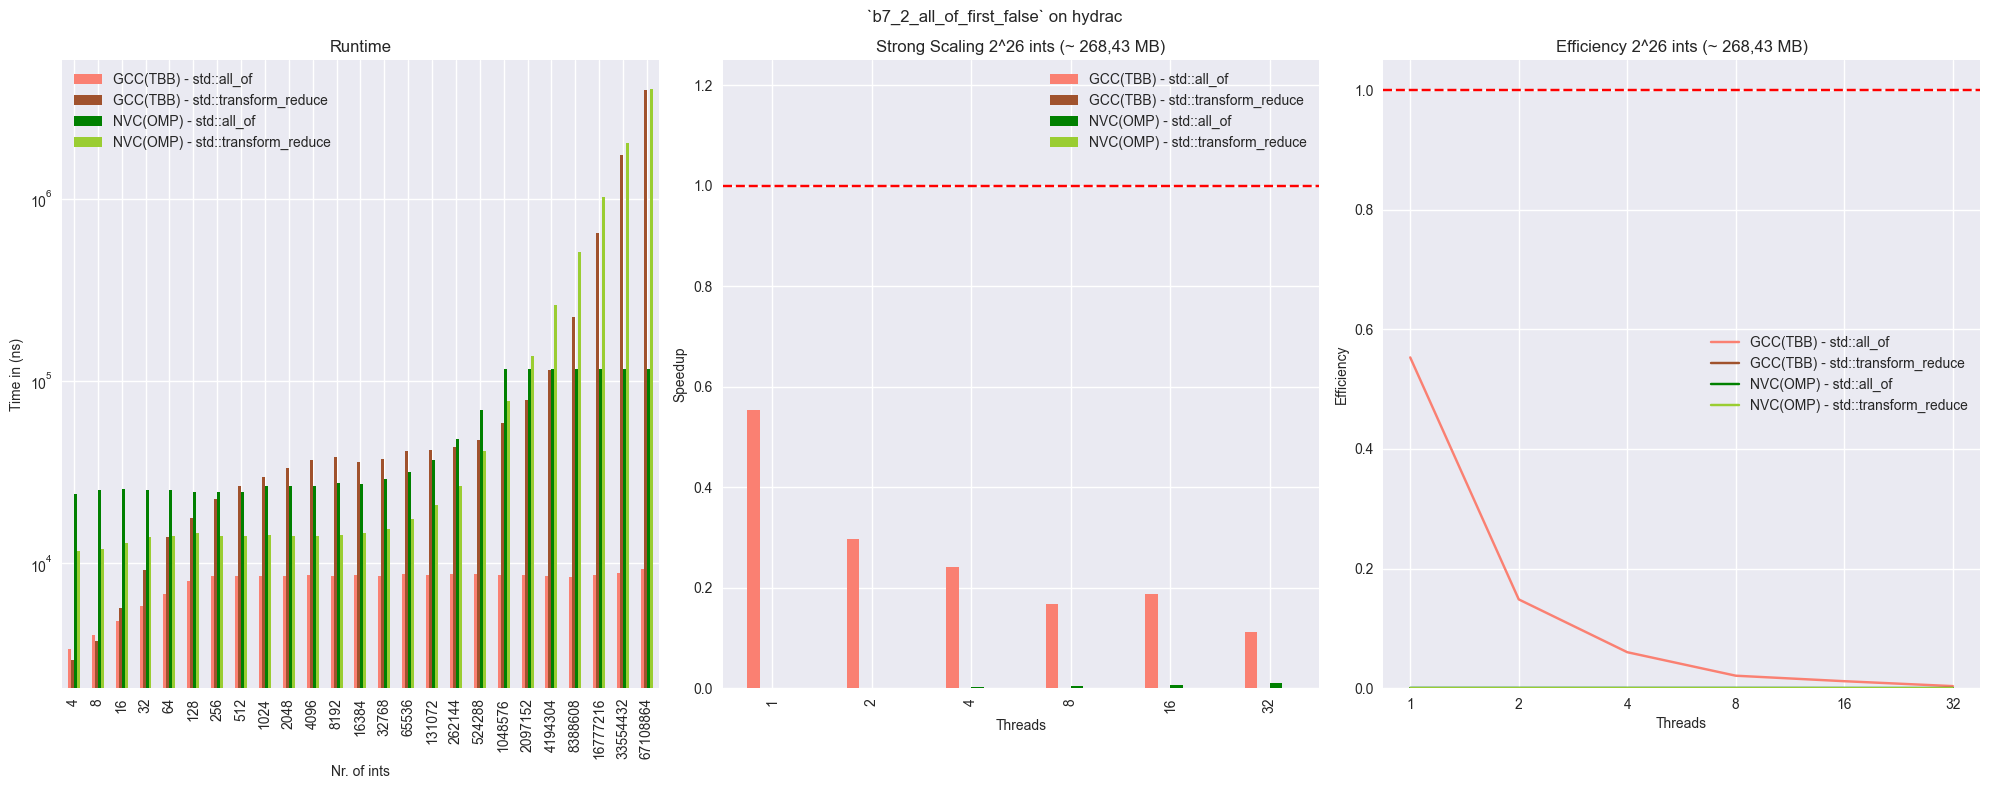 `b7_2_all_of_first_false` on hydrac
Runtime
GCC(TBB) - std::all_of
GCC(TBB) - std::transform_reduce
NVC(OMP) - std::all_of
NVC(OMP) - std::transform_reduce
Time in (ns)
10^6
10^5
10^4
4 8 16 32 64 128 256 512 1024 2048 4096 8192 16384 32768 65536 131072 262144 524288 1048576 2097152 4194304 8388608 16777216 33554432 67108864
Nr. of ints
Strong Scaling 2^26 ints (~ 268,43 MB)
GCC(TBB) - std::all_of
GCC(TBB) - std::transform_reduce
NVC(OMP) - std::all_of
NVC(OMP) - std::transform_reduce
Speedup
1.2
1.0
0.8
0.6
0.4
0.2
0.0
1 2 4 8 16 32
Threads
Efficiency 2^26 ints (~ 268,43 MB)
GCC(TBB) - std::all_of
GCC(TBB) - std::transform_reduce
NVC(OMP) - std::all_of
NVC(OMP) - std::transform_reduce
Efficiency
1.0
0.8
0.6
0.4
0.2
0.0
1 2 4 8 16 32
Threads